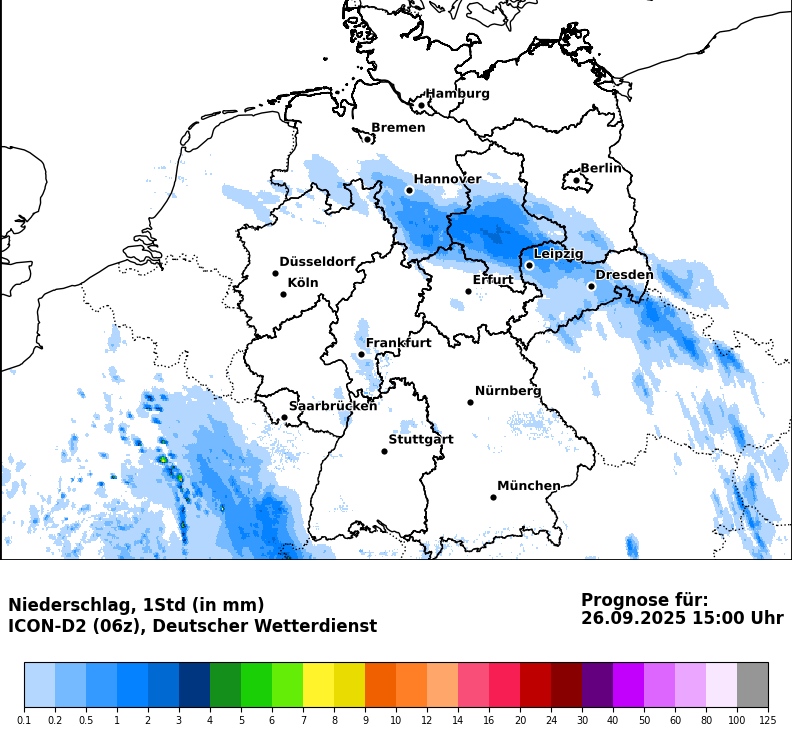 Hamburg
Bremen
Berlin
Hannover
Leipzig
Düsseldorf
Dresden
Köln
Erfurt
Frankfurt
Nürnberg
Saarbrücken
Stuttgart
München
Niederschlag, 1Std (in mm)
ICON-D2 (06z), Deutscher Wetterdienst
Prognose für:
26.09.2025 15:00 Uhr
0.1 0.2 0.5 1 2 3 4 5 6 7 8 9 10 12 14 16 20 24 30 40 50 60 80 100 125